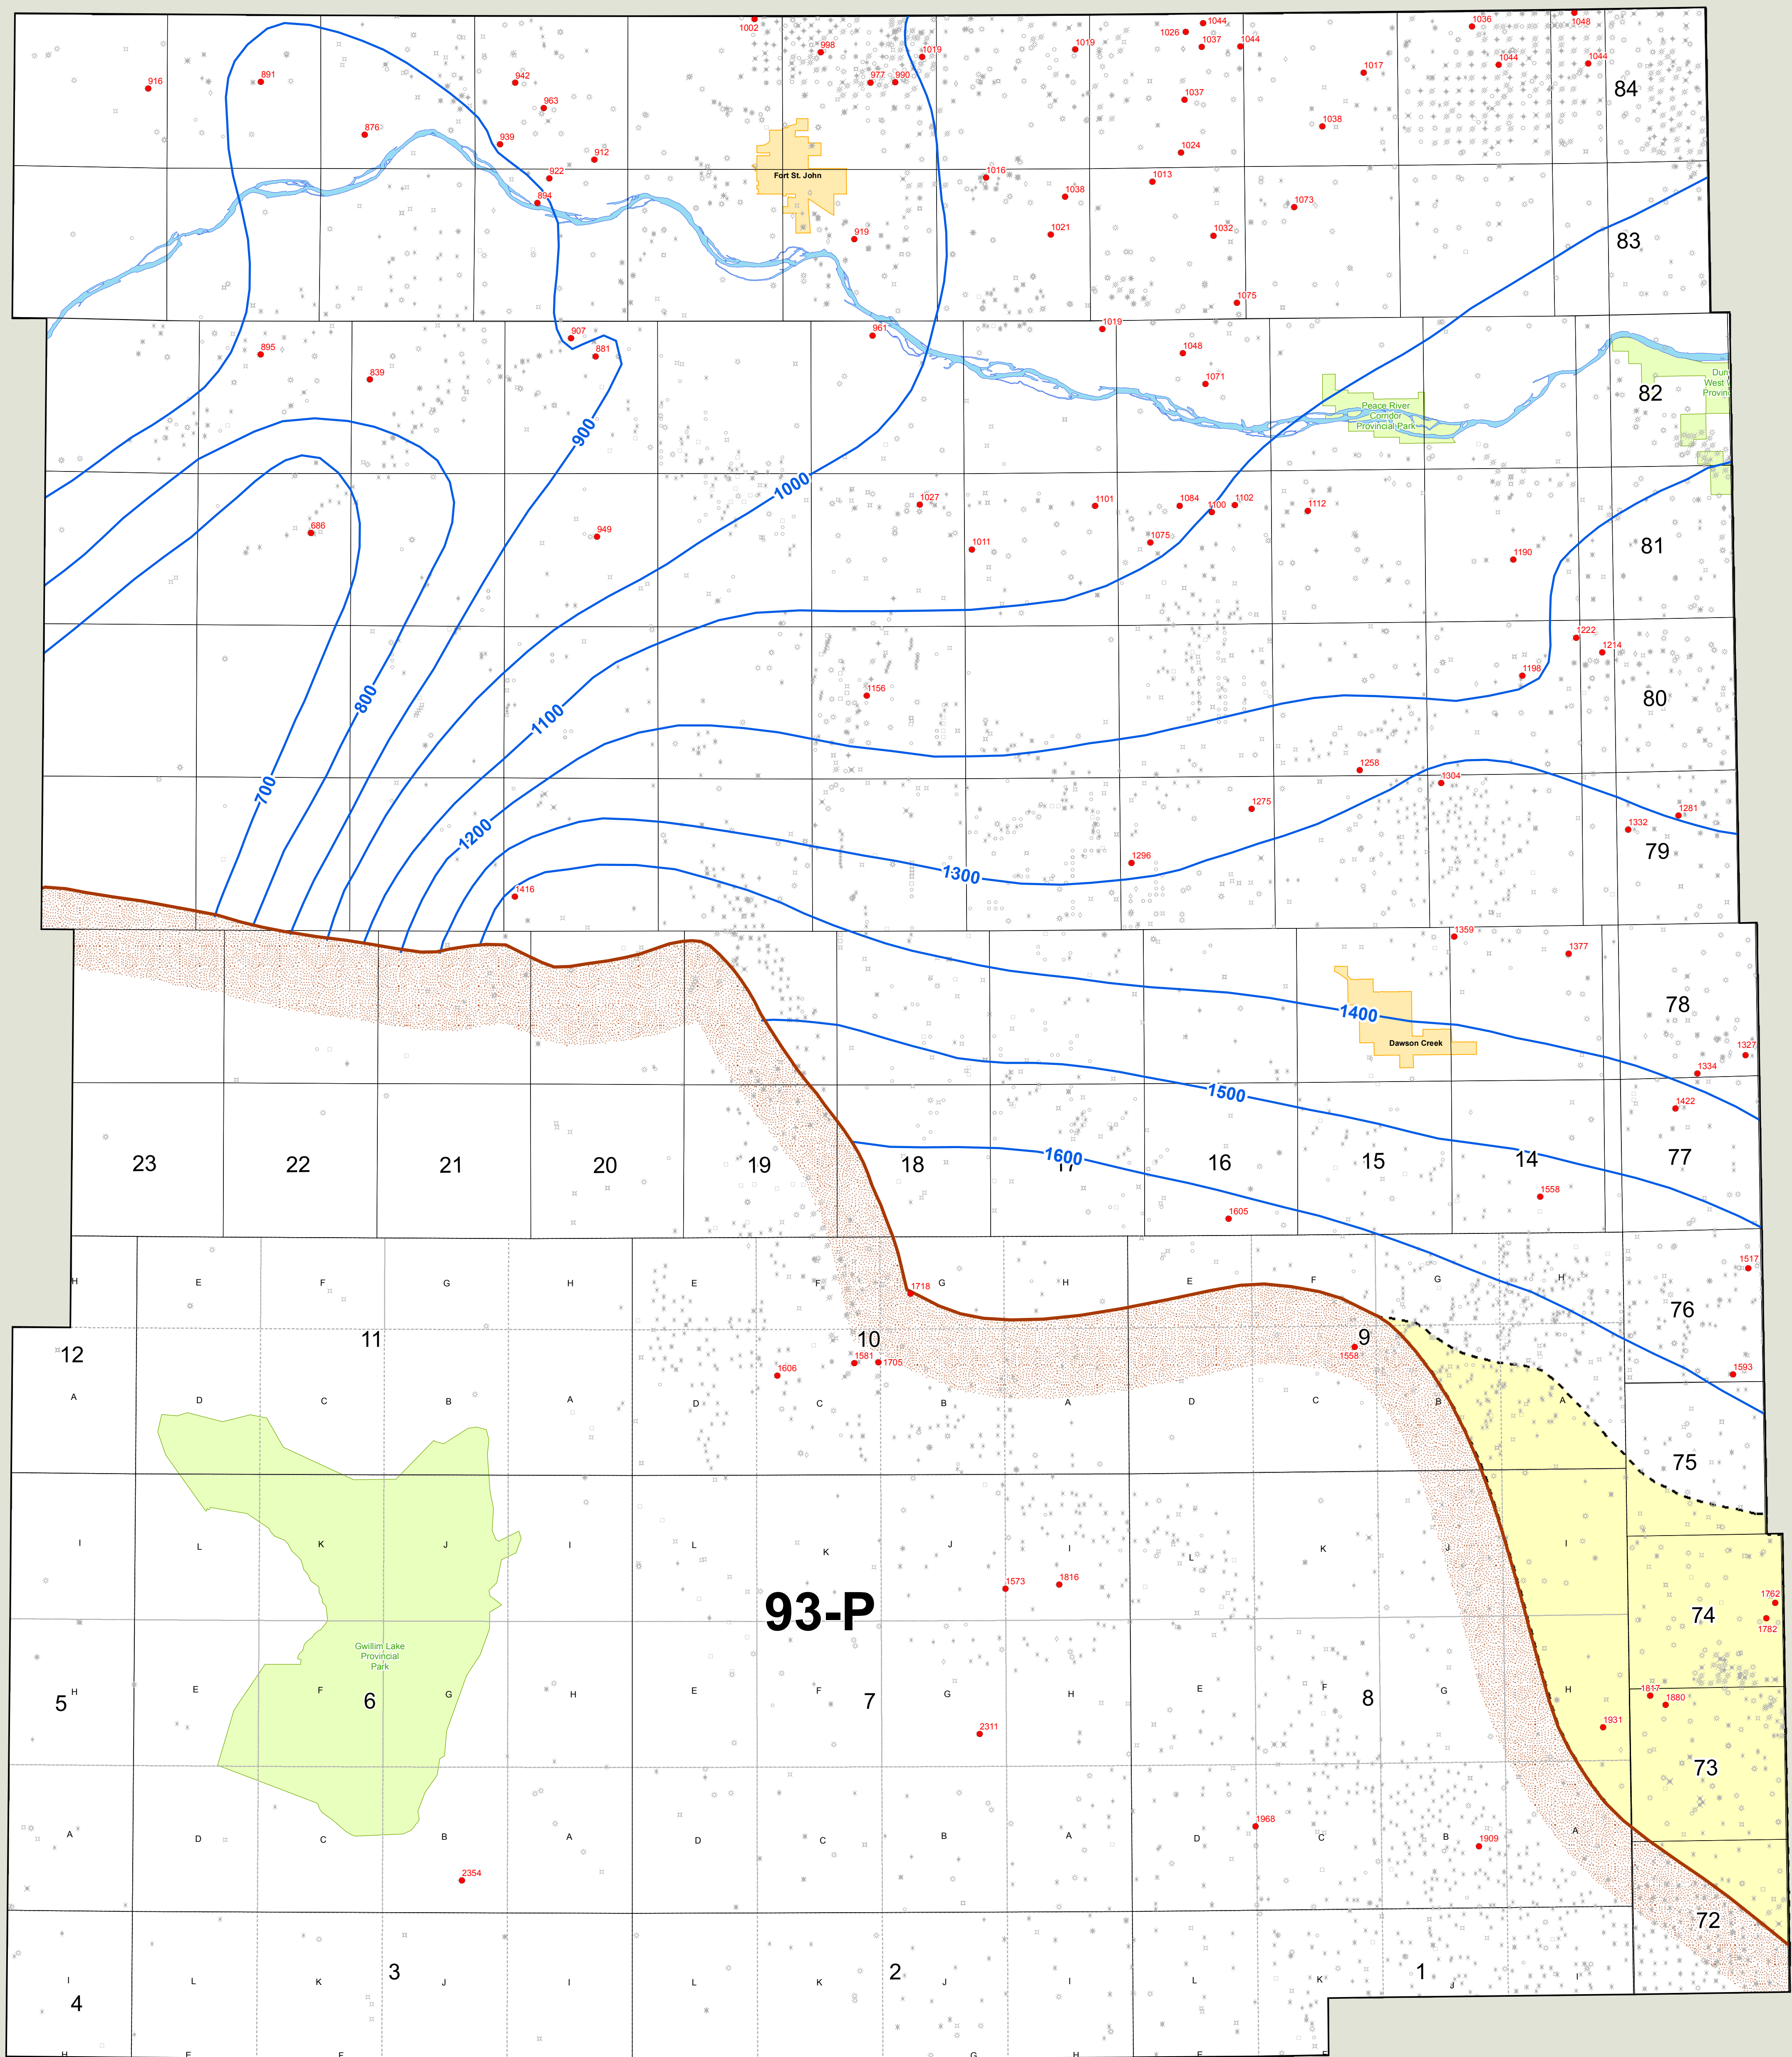 1002
1044
1036
1048
1026
1037
1044
998
1019
1019
1044
1044
1017
916
891
942
977
990
84
963
1037
876
1038
939
912
1024
922
Fort St. John
1016
1013
894
1038
1073
919
1021
1032
83
1075
907
961
1019
895
881
1048
839
1071
Dun
West
Provin
82
Peace River
Corridor
Provincial Park
900
1000
1027
1101
1084
1100
1102
1112
686
949
1011
1075
1190
81
1222
1214
1198
800
1156
80
1100
700
1258
1304
1275
1281
1200
1332
79
1296
1300
1416
1359
1377
78
1400
Dawson Creek
1327
1334
1500
1422
1600
23
22
21
20
19
18
17
16
15
14
77
1558
1605
1517
H
E
F
G
H
E
F
G
H
E
F
G
H
1718
76
12
11
10
9
1581
1705
1558
1606
1593
A
D
C
B
A
D
C
B
A
D
C
B
A
75
I
L
K
J
I
L
K
J
I
L
K
J
I
1573
1816
1762
93-P
74
1782
Gwillim Lake
Provincial
Park
5
H
E
F
6
G
H
E
F
7
G
H
E
F
8
G
H
1817
1880
1931
2311
73
1968
A
D
C
B
A
D
C
B
A
D
C
B
A
1909
2354
72
I
L
K
3
J
I
L
K
2
J
I
L
K
1
J
I
4
H
E
F
G
H
E
F